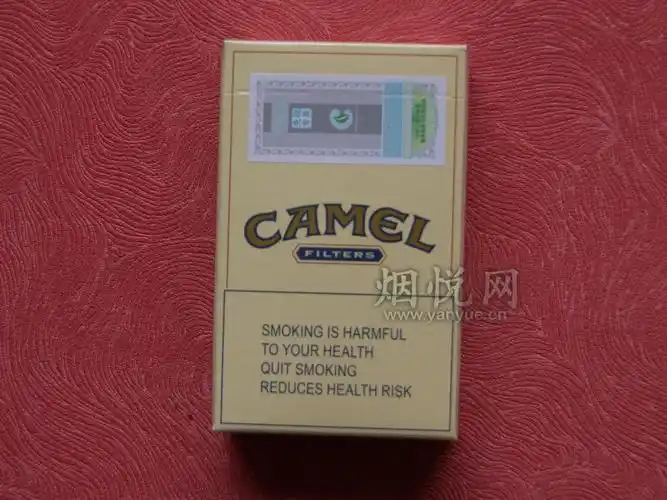 CAMEL
FILTERS
烟悦网
www.yanyue.cn
SMOKING IS HARMFUL
TO YOUR HEALTH
QUIT SMOKING
REDUCES HEALTH RISK